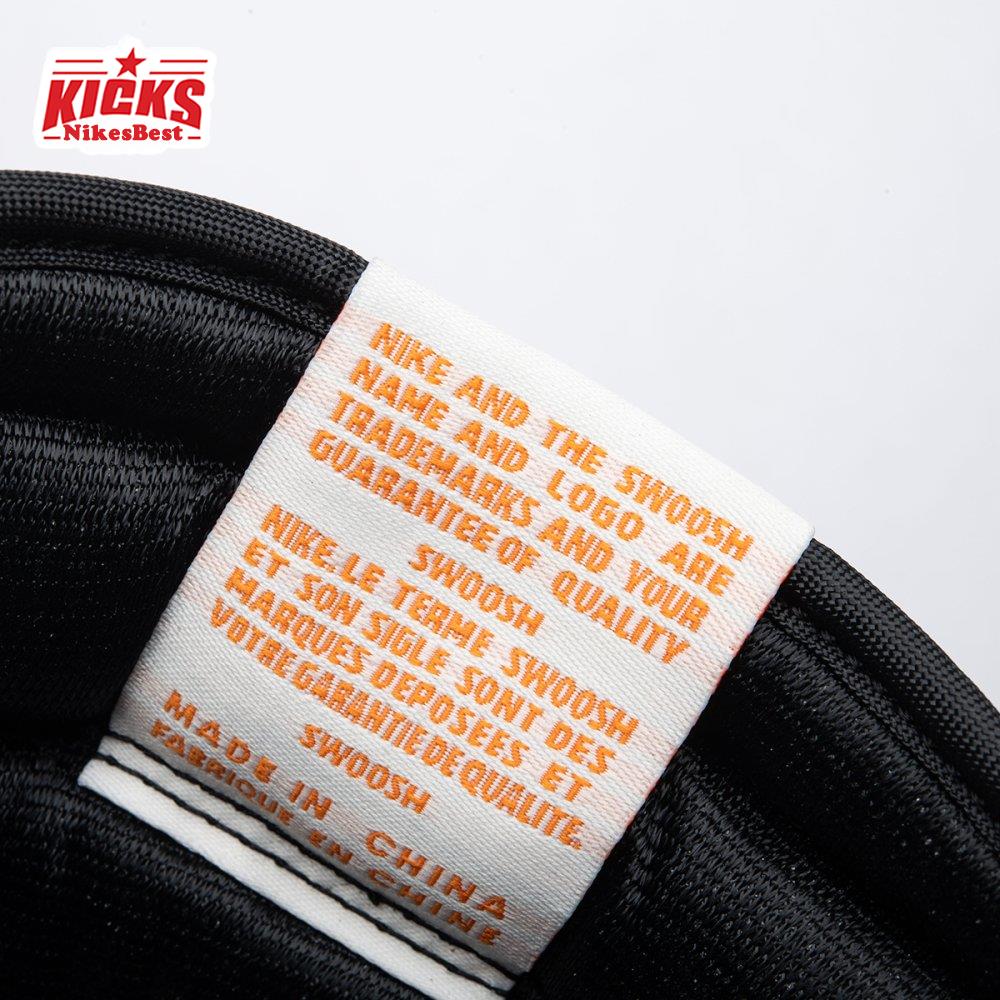 KICKS
NikesBest
NIKE AND THE SWOOSH
NAME AND LOGO ARE
TRADEMARKS AND YOUR
GUARANTEE OF QUALITY
SWOOSH
NIKE.LE TERME SWOOSH
ET SON SIGLE SONT DES
MARQUES DEPOSEES ET
VOTRE GARANTIE DE QUALITE.
SWOOSH
MADE IN CHINA
FABRIQUE EN CHINE